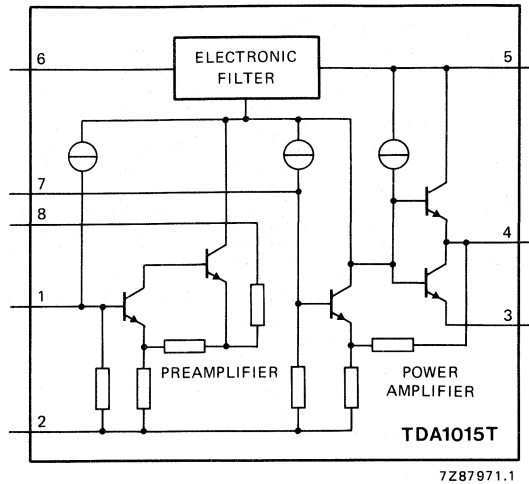 6
ELECTRONIC
FILTER
5
7
8
4
1
3
PREAMPLIFIER
POWER
AMPLIFIER
2
TDA1015T
7Z87971.1